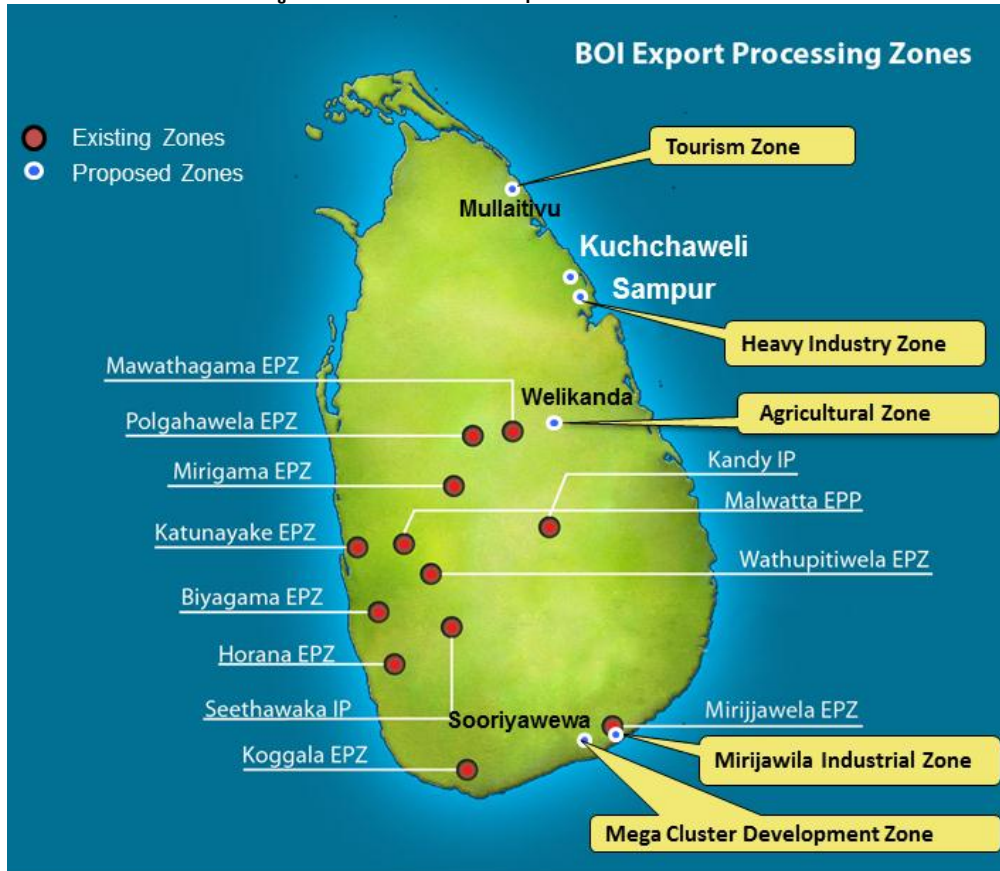 BOI Export Processing Zones
Existing Zones
Proposed Zones
Tourism Zone
Mullaitivu
Kuchchaweli
Sampur
Heavy Industry Zone
Mawathagama EPZ
Welikanda
Agricultural Zone
Polgahawela EPZ
Kandy IP
Mirigama EPZ
Malwatta EPP
Katunayake EPZ
Wathupitiwela EPZ
Biyagama EPZ
Horana EPZ
Seethawaka IP
Sooriyawewa
Mirijjawela EPZ
Koggala EPZ
Mirijawila Industrial Zone
Mega Cluster Development Zone